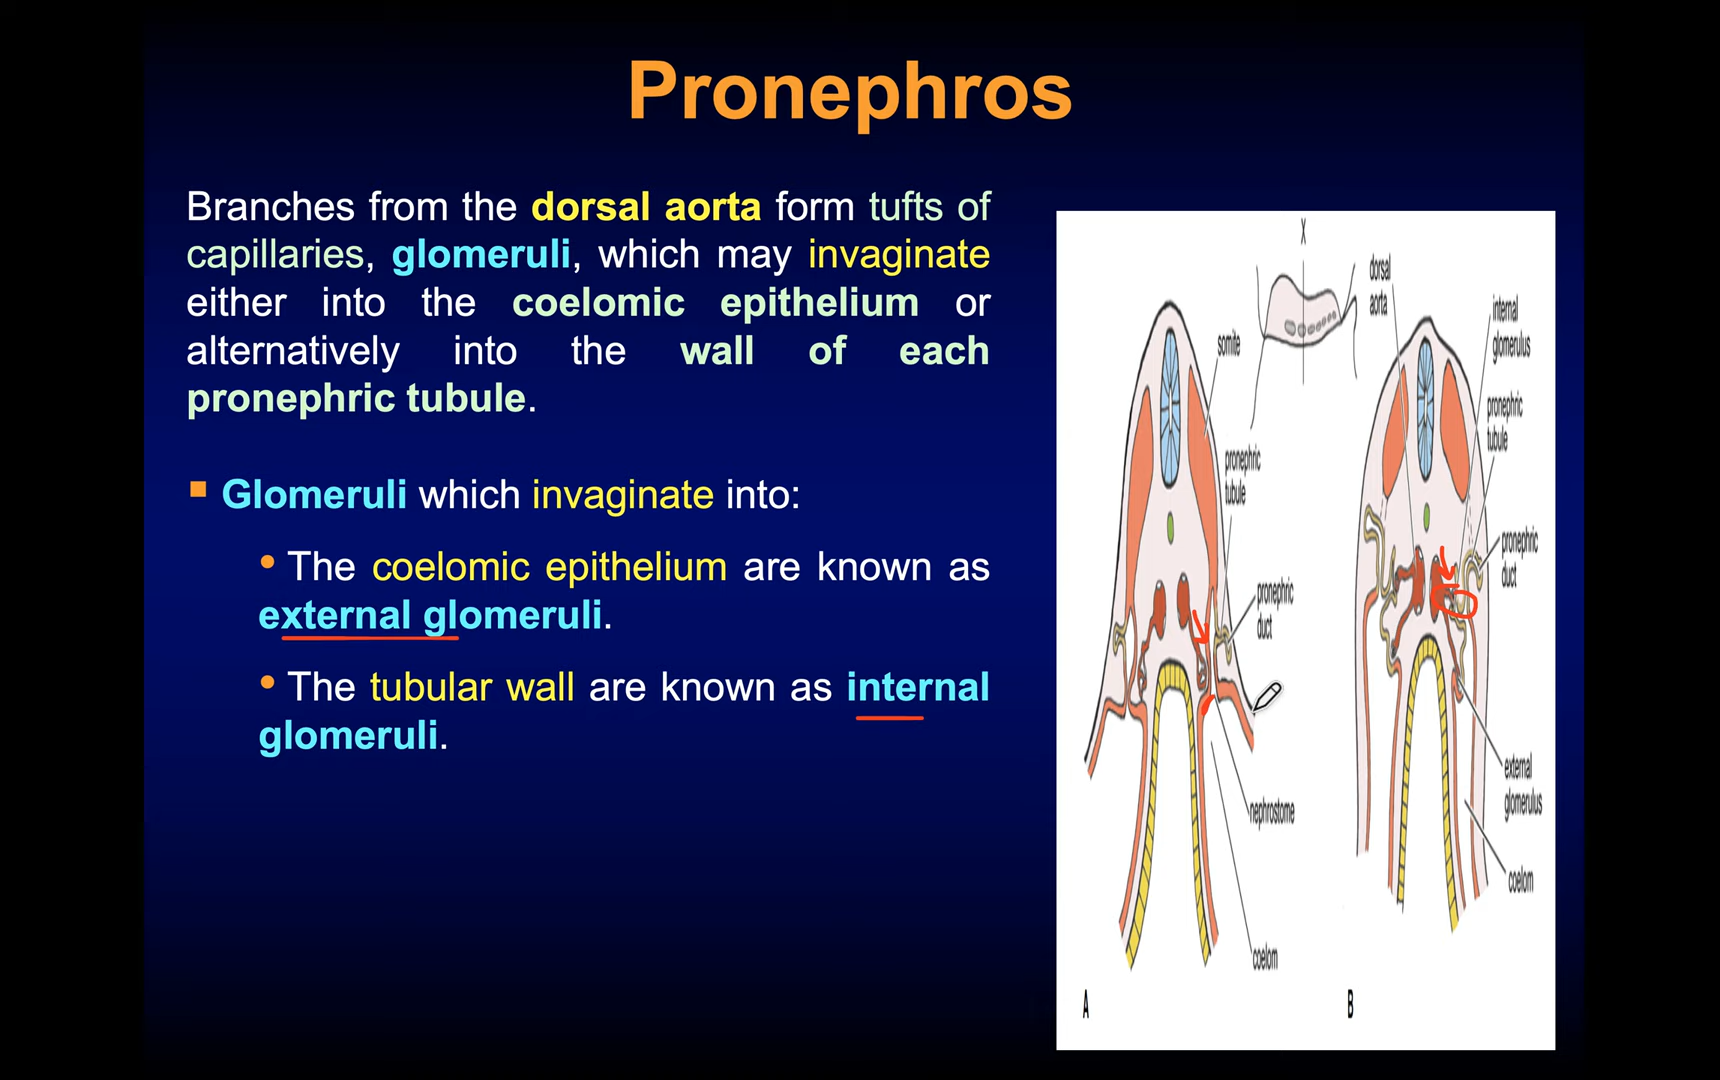 Pronephros
Branches from the dorsal aorta form tufts of
capillaries, glomeruli, which may invaginate
either into the coelomic epithelium or
alternatively into the wall of each
pronephric tubule.
▪ Glomeruli which invaginate into:
• The coelomic epithelium are known as
external glomeruli.
• The tubular wall are known as internal
glomeruli.
X
somite
pronephric
tubule
pronephric
duct
nephrostome
coelom
A
dorsal
aorta
internal
glomerulus
pronephric
tubule
pronephric
duct
external
glomerulus
coelom
B